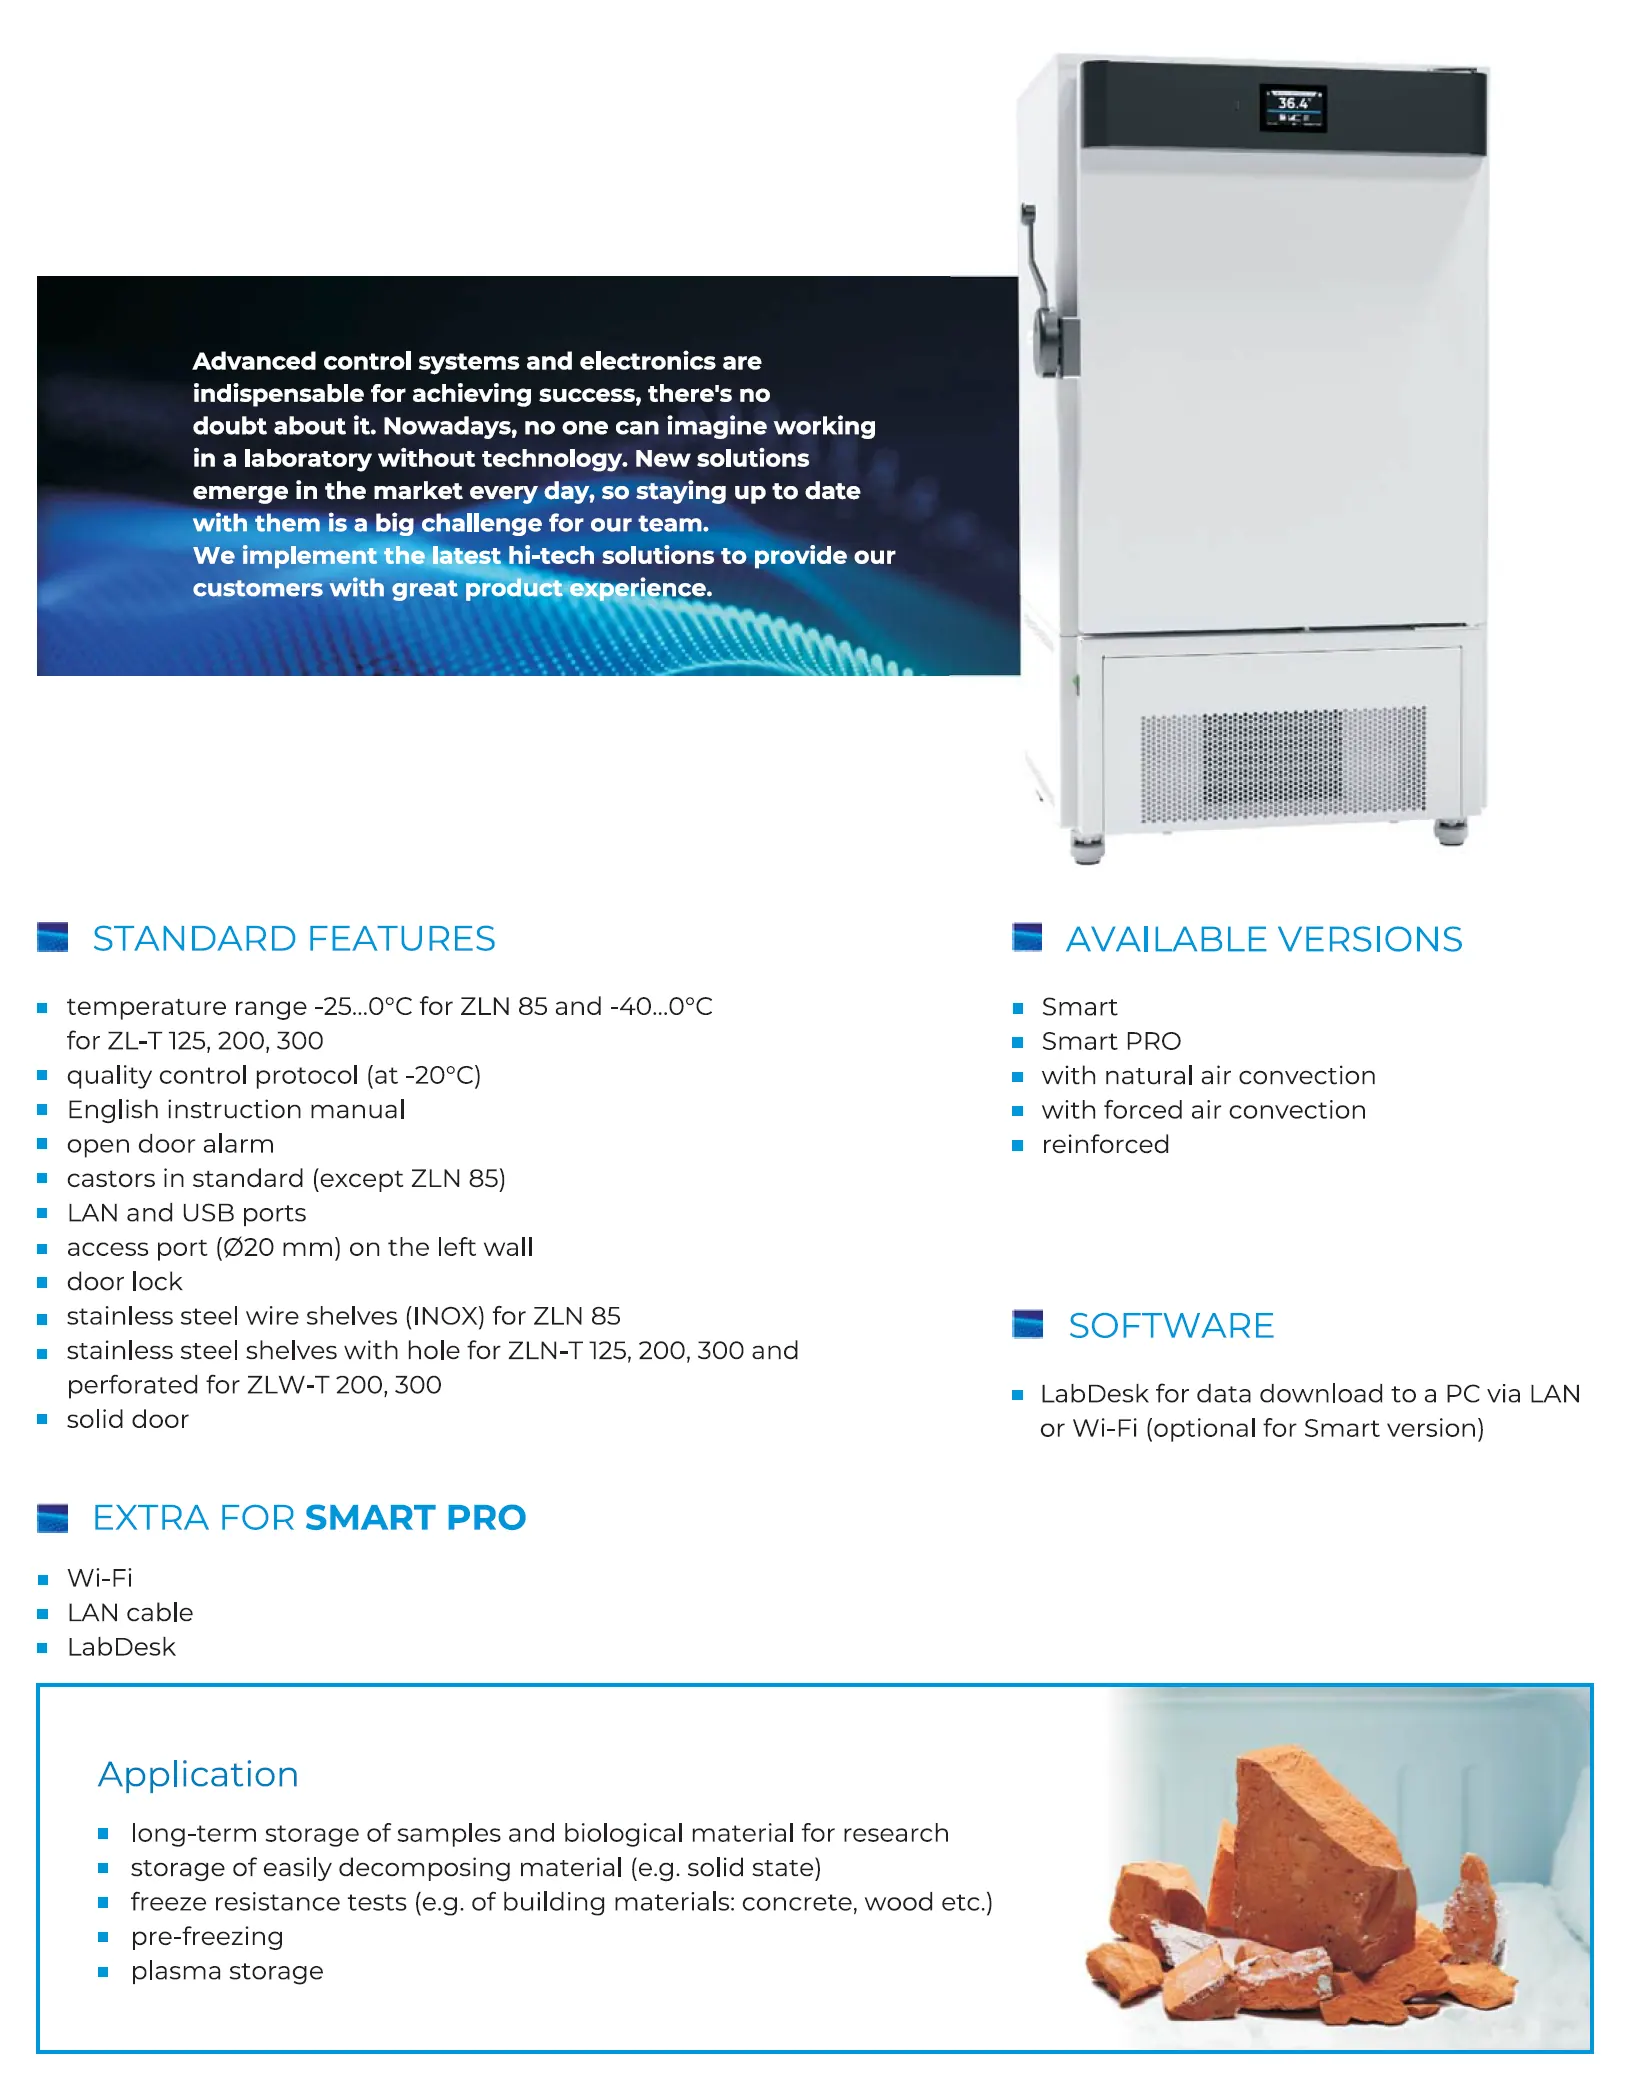 36.4°
Advanced control systems and electronics are
indispensable for achieving success, there's no
doubt about it. Nowadays, no one can imagine working
in a laboratory without technology. New solutions
emerge in the market every day, so staying up to date
with them is a big challenge for our team.
We implement the latest hi-tech solutions to provide our
customers with great product experience.
STANDARD FEATURES
temperature range -25...0°C for ZLN 85 and -40...0°C
for ZL-T 125, 200, 300
quality control protocol (at -20°C)
English instruction manual
open door alarm
castors in standard (except ZLN 85)
LAN and USB ports
access port (Ø20 mm) on the left wall
door lock
stainless steel wire shelves (INOX) for ZLN 85
stainless steel shelves with hole for ZLN-T 125, 200, 300 and
perforated for ZLW-T 200, 300
solid door
AVAILABLE VERSIONS
Smart
Smart PRO
with natural air convection
with forced air convection
reinforced
SOFTWARE
LabDesk for data download to a PC via LAN
or Wi-Fi (optional for Smart version)
EXTRA FOR SMART PRO
Wi-Fi
LAN cable
LabDesk
Application
long-term storage of samples and biological material for research
storage of easily decomposing material (e.g. solid state)
freeze resistance tests (e.g. of building materials: concrete, wood etc.)
pre-freezing
plasma storage